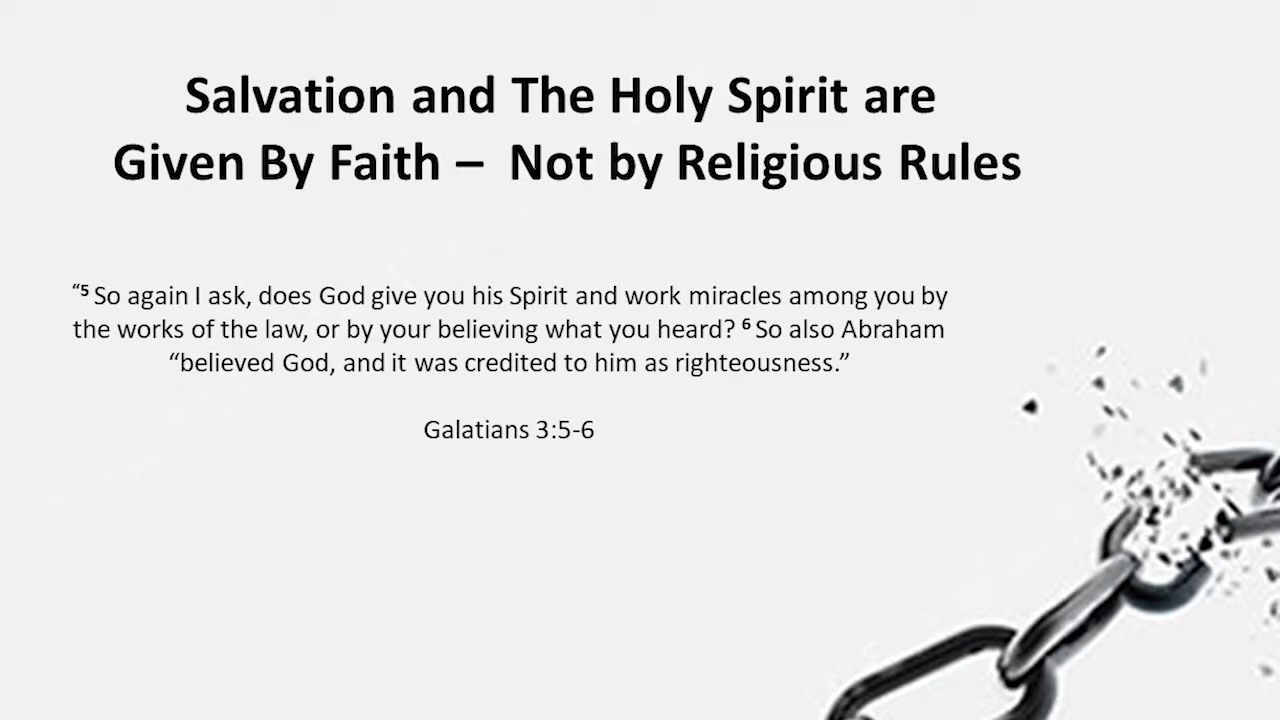 Salvation and The Holy Spirit are
Given By Faith – Not by Religious Rules
“5 So again I ask, does God give you his Spirit and work miracles among you by
the works of the law, or by your believing what you heard? 6 So also Abraham
“believed God, and it was credited to him as righteousness.”
Galatians 3:5-6